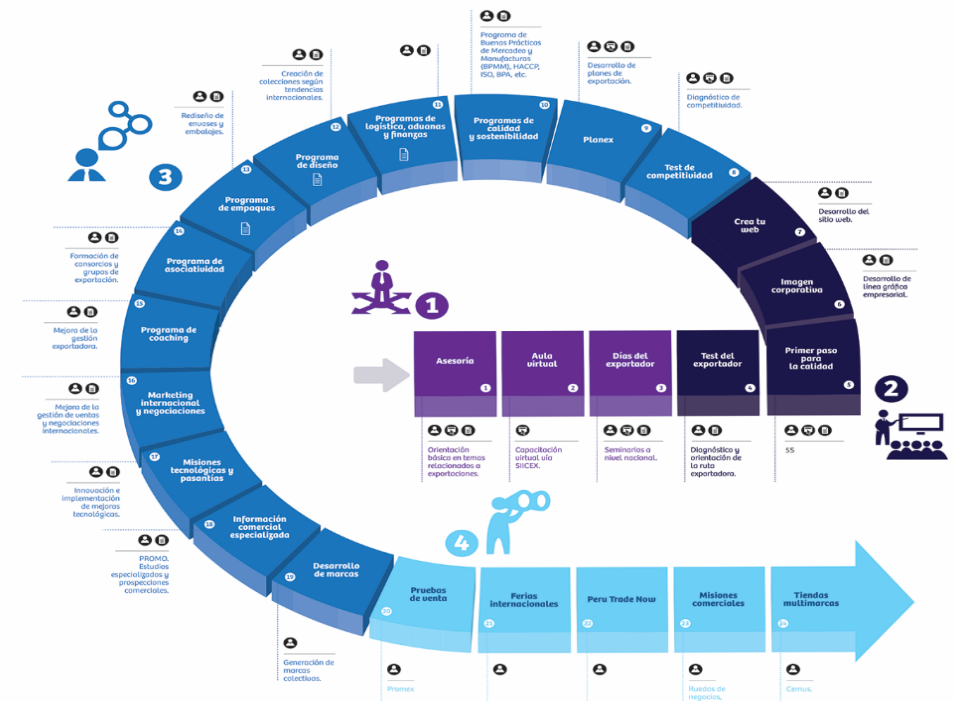 Programa de
Buenas Prácticas
de Mercadeo y
Manufacturas
(BPMM), HACCP,
ISO, BPA, etc.
Desarrollo de
planes de
exportación.
Diagnóstico de
competitividad.
Creación de
colecciones según
tendencias
internacionales.
Rediseño de
envases y
embalajes.
Formación de
consorcios y
grupos de
exportación.
Mejora de la
gestión
exportadora.
Mejora de la
gestión de ventas
y negociaciones
internacionales.
Innovación e
implementación
de mejoras
tecnológicas.
PROMO.
Estudios
especializados y
prospecciones
comerciales.
Generación de
marcas
colectivas.
Desarrollo del
sitio web.
Desarrollo de
línea gráfica
empresarial.
3
1
Asesoría
1
Aula
virtual
2
Días del
exportador
3
Test del
exportador
4
Primer paso
para
la calidad
5
Imagen
corporativa
6
Crea tu
web
7
Test de
competitividad
8
Planex
9
Programas
de calidad
y sostenibilidad
10
Programas de
logística, aduanas
y finanzas
11
Programa
de diseño
12
Programa
de empaques
13
Programa de
asociatividad
14
Programa de
coaching
15
Marketing
internacional
y negociaciones
16
Misiones
tecnológicas y
pasantías
17
Información
comercial
especializada
18
Desarrollo
de marcas
19
2
Orientación
básica en temas
relacionados a
exportaciones.
Capacitación
virtual vía
SIICEX.
Seminarios a
nivel nacional.
Diagnóstico y
orientación de
la ruta
exportadora.
SS
4
Pruebas
de venta
20
Ferias
internacionales
21
Peru Trade Now
22
Misiones
comerciales
23
Tiendas
multimarcas
24
Promex
Ruedas de
negocios.
Cemus.